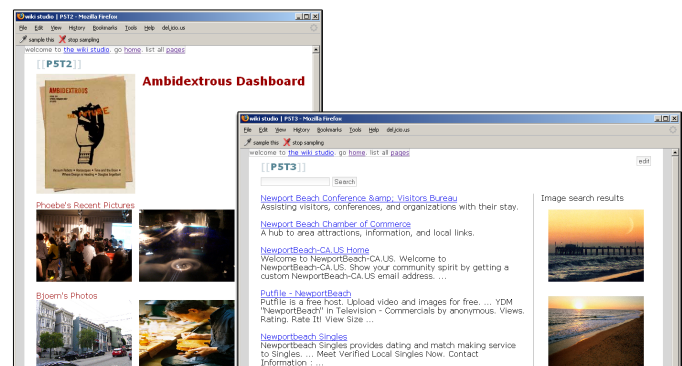 wiki studio | P5T2 - Mozilla Firefox
File Edit View History Bookmarks Tools Help del.icio.us
sample this stop sampling
welcome to the wiki studio. go home. list all pages
[[P5T2]]
AMBIDEXTROUS
THE FUTURE
Ambidextrous Dashboard
Phoebe's Recent Pictures
Bjoern's Photos
wiki studio | P5T3 - Mozilla Firefox
File Edit View History Bookmarks Tools Help del.icio.us
sample this stop sampling
welcome to the wiki studio. go home. list all pages
edit
[[P5T3]]
Search
Newport Beach Conference &amp; Visitors Bureau
Assisting visitors, conferences, and organizations with their stay.
Newport Beach Chamber of Commerce
A hub to area attractions, information, and local links.
NewportBeach-CA.US Home
Welcome to NewportBeach-CA.US. Welcome to
NewportBeach-CA.US. Show your community spirit by getting a
custom NewportBeach-CA.US email address. ...
Putfile - NewportBeach
Putfile is a free host. Upload video and images for free. ... YDM
"NewportBeach" in Television - Commercials by anonymous. Views.
Rating. Rate It! View Size ...
Newportbeach Singles
Newportbeach Singles provides dating and match making service
to Singles. ... Meet Verified Local Singles Now. Contact
Information : ...
Image search results